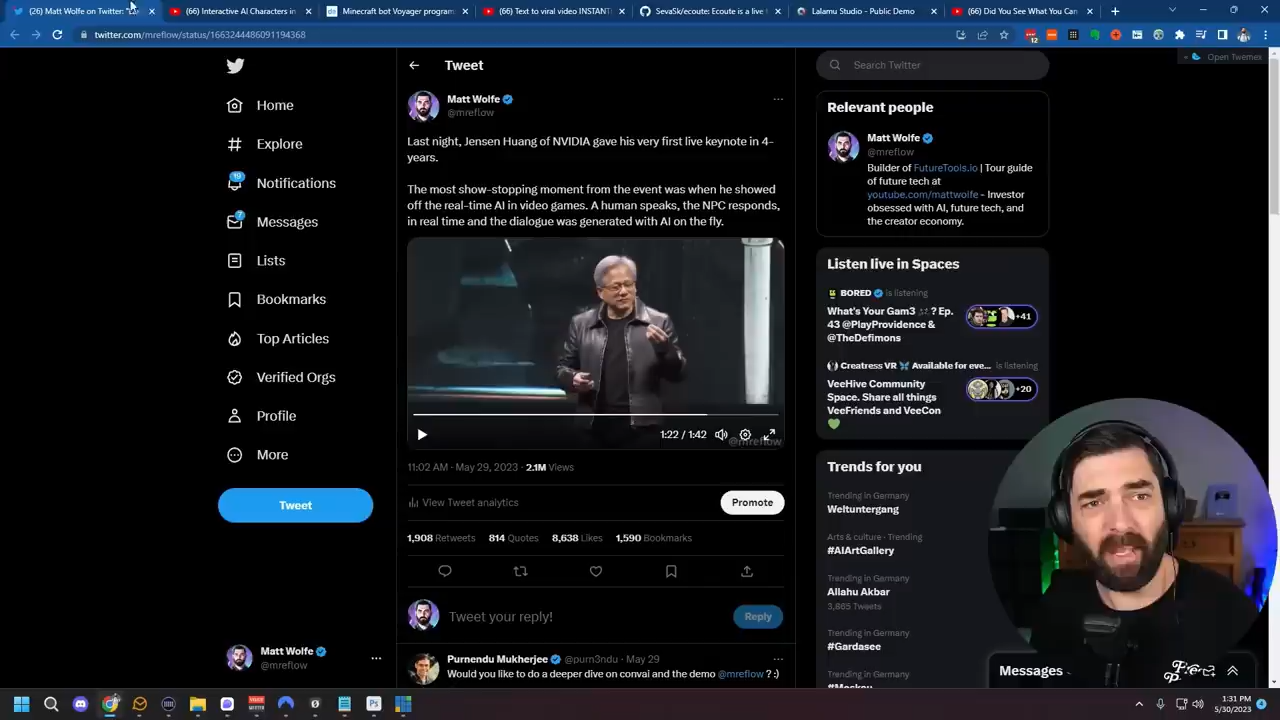 (26) Matt Wolfe on Twitter:
(66) Interactive AI Characters in
Minecraft bot Voyager program
(66) Text to viral video INSTANT
SevaSk/ecoute: Ecoute is a live
Lalamu Studio - Public Demo
(66) Did You See What You Can
twitter.com/mreflow/status/1663244486091194368
12
Tweet
Search Twitter
Open Twemes
Home
Explore
19
Notifications
7
Messages
Lists
Bookmarks
Top Articles
Verified Orgs
Profile
More
Tweet
Matt Wolfe
@mreflow
Matt Wolfe
@mreflow
Last night, Jensen Huang of NVIDIA gave his very first live keynote in 4-
years.
The most show-stopping moment from the event was when he showed
off the real-time AI in video games. A human speaks, the NPC responds,
in real time and the dialogue was generated with AI on the fly.
1:22 / 1:42
@mreflow
11:02 AM · May 29, 2023 · 2.1M Views
View Tweet analytics
Promote
1,908 Retweets 814 Quotes 8,638 Likes 1,590 Bookmarks
Tweet your reply!
Reply
Purnendu Mukherjee @purn3ndu · May 29
Would you like to do a deeper dive on convai and the demo @mreflow ? :)
Relevant people
Matt Wolfe
@mreflow
Builder of FutureTools.io | Tour guide
of future tech at
youtube.com/mattwolfe - Investor
obsessed with AI, future tech, and
the creator economy.
Listen live in Spaces
BORED is listening
What's Your Gam3 ? Ep.
43 @PlayProvidence &
@TheDefimons
+41
Creatress VR Available for eve... is listening
VeeHive Community
Space. Share all things
VeeFriends and VeeCon
+20
Trends for you
Trending in Germany
Weltuntergang
Arts & culture · Trending
#AIArtGallery
Trending in Germany
Allahu Akbar
3,865 Tweets
Trending in Germany
#Gardasee
Trending in Germany
Messages
1:31 PM
5/30/2023